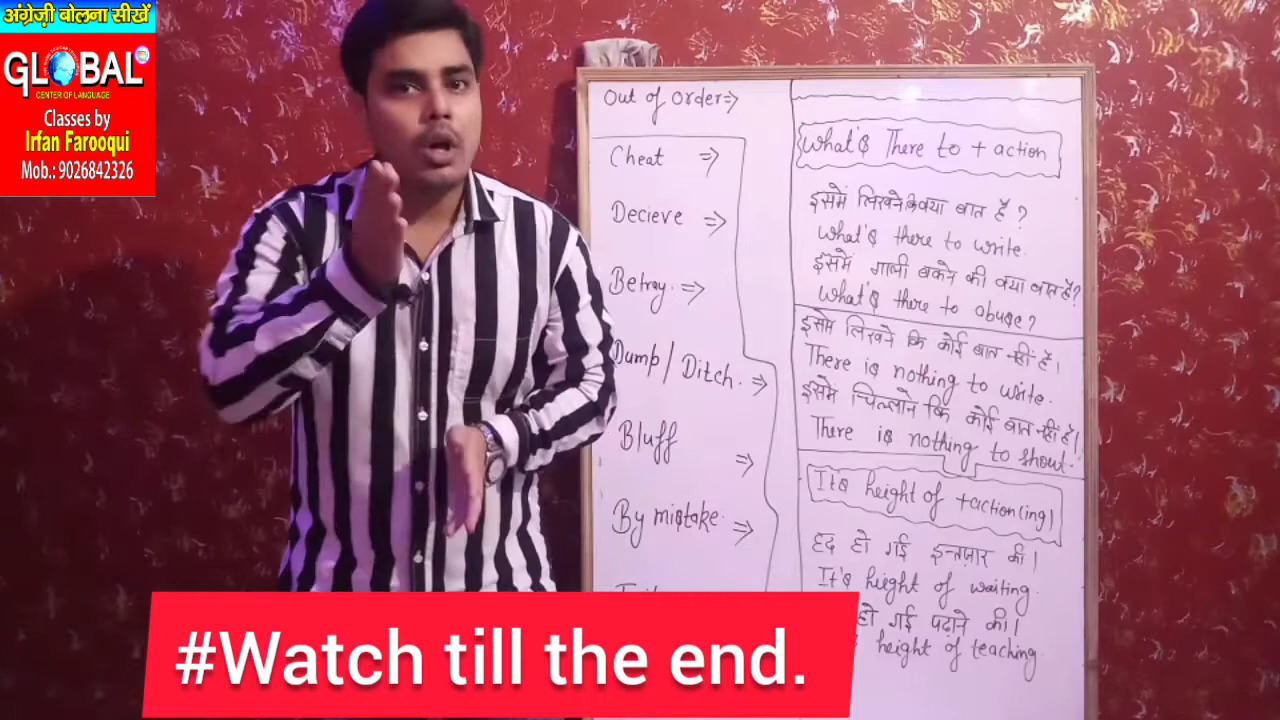 अंग्रेज़ी बोलना सीखें
GLOBAL
CENTER OF LANGUAGE
Classes by
Irfan Farooqui
Mob.: 9026842326
Out of order⇒
Cheat ⇒
Decieve ⇒
Betray. ⇒
Dump/Ditch. ⇒
Bluff ⇒
By mistake. ⇒
What's There to + action
इसमें लिखने कि क्या बात है ?
What's there to write.
इसमें गाली बकने की क्या बात है?
What's there to abuse?
इसमें लिखने कि कोई बात नहीं है।
There is nothing to write.
इसमें चिल्लाने कि कोई बात नहीं है।
There is nothing to shout.
Its height of +action(ing)
हद हो गई इन्तज़ार की।
It's hieght of waiting.
हो गई पढ़ाने की।
height of teaching.
#Watch till the end.